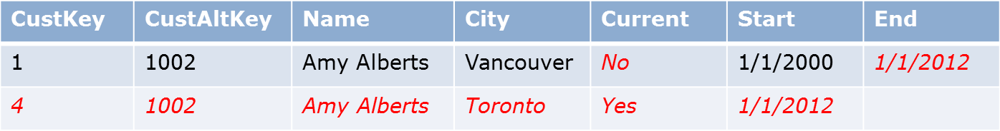 CustKey CustAltKey Name City Current Start End
1 1002 Amy Alberts Vancouver No 1/1/2000 1/1/2012
4 1002 Amy Alberts Toronto Yes 1/1/2012